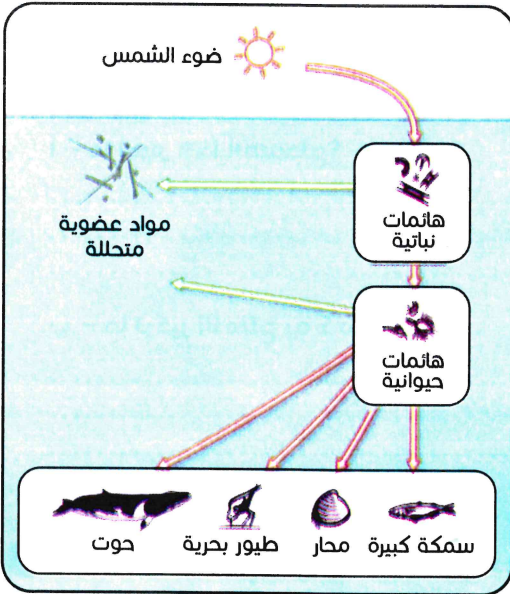 ضوء الشمس
هائمات
نباتية
مواد عضوية
متحللة
هائمات
حيوانية
سمكة كبيرة
محار
طيور بحرية
حوت